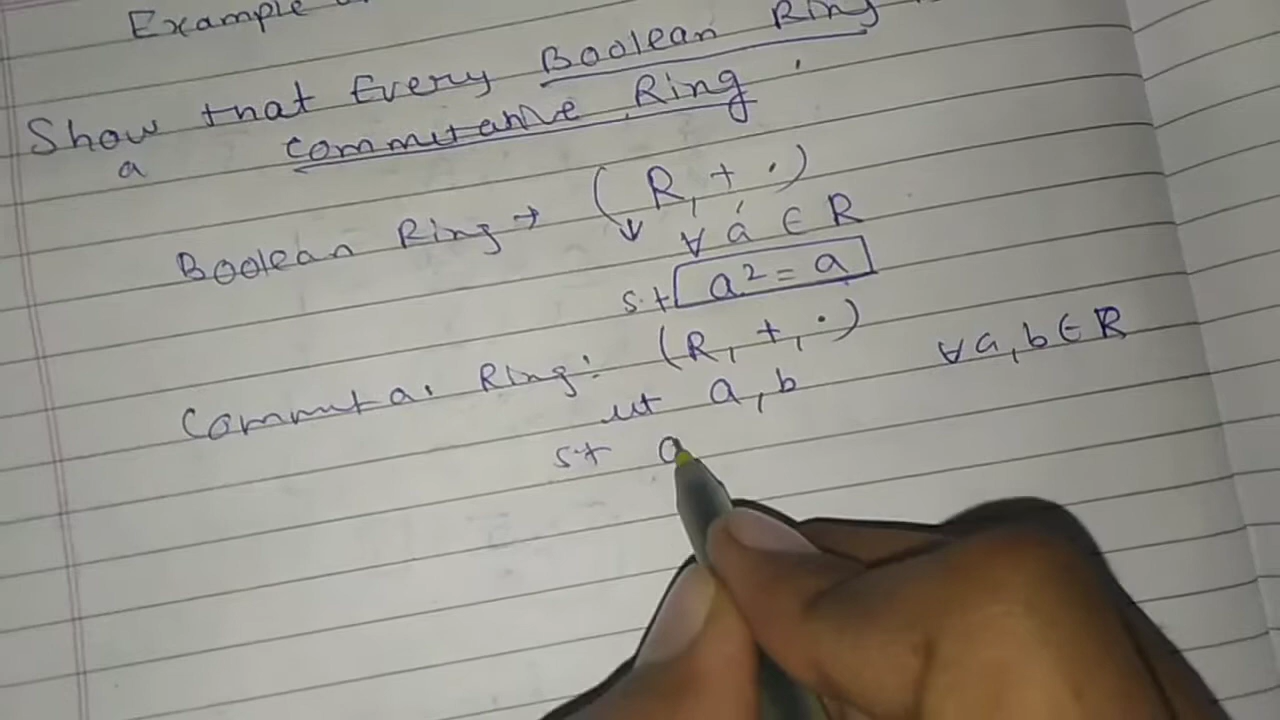 Example
Show that Every Boolean Ring
a commutative Ring.
Boolean Ring → (R, + .)
∀ a ∈ R
s.t a² = a
Commuta. Ring: (R, +, .)
let a, b ∀ a, b ∈ R
s.t a